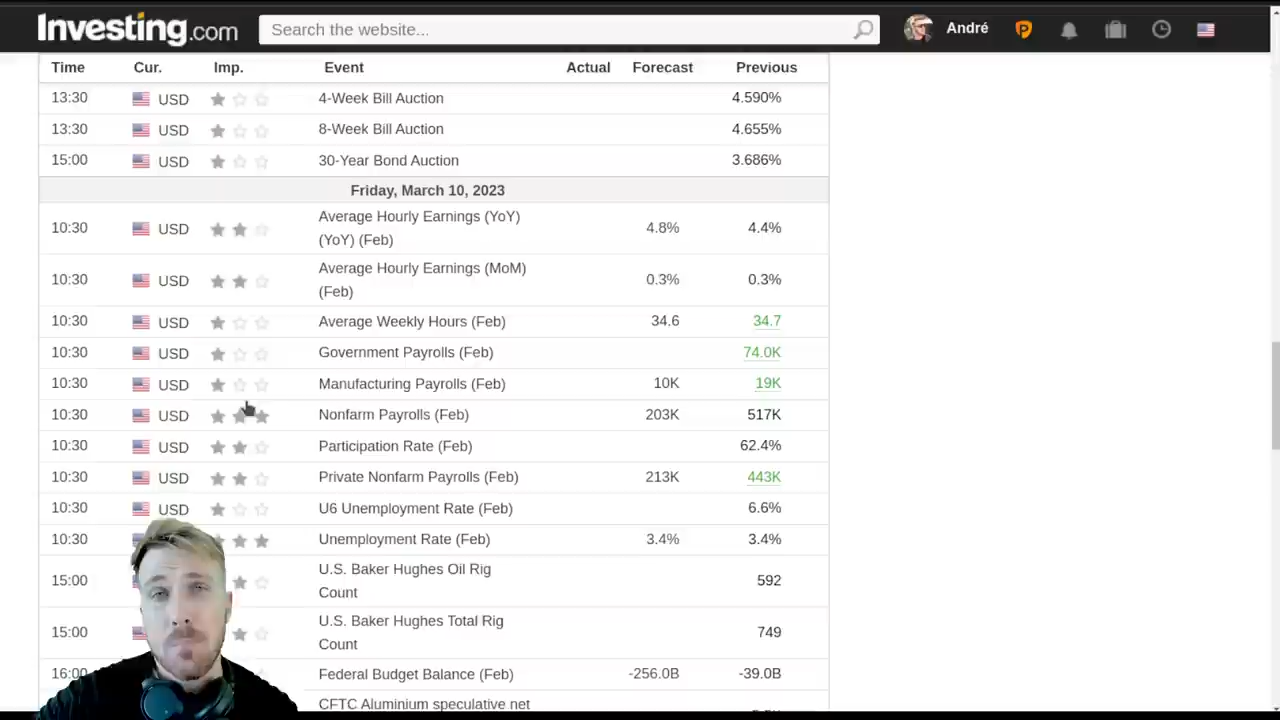 Investing.com
Search the website...
André
Time Cur. Imp. Event Actual Forecast Previous
13:30 USD 4-Week Bill Auction 4.590%
13:30 USD 8-Week Bill Auction 4.655%
15:00 USD 30-Year Bond Auction 3.686%
Friday, March 10, 2023
10:30 USD Average Hourly Earnings (YoY) (YoY) (Feb) 4.8% 4.4%
10:30 USD Average Hourly Earnings (MoM) (Feb) 0.3% 0.3%
10:30 USD Average Weekly Hours (Feb) 34.6 34.7
10:30 USD Government Payrolls (Feb) 74.0K
10:30 USD Manufacturing Payrolls (Feb) 10K 19K
10:30 USD Nonfarm Payrolls (Feb) 203K 517K
10:30 USD Participation Rate (Feb) 62.4%
10:30 USD Private Nonfarm Payrolls (Feb) 213K 443K
10:30 USD U6 Unemployment Rate (Feb) 6.6%
10:30 Unemployment Rate (Feb) 3.4% 3.4%
15:00 U.S. Baker Hughes Oil Rig Count 592
15:00 U.S. Baker Hughes Total Rig Count 749
16:00 Federal Budget Balance (Feb) -256.0B -39.0B
CFTC Aluminium speculative net